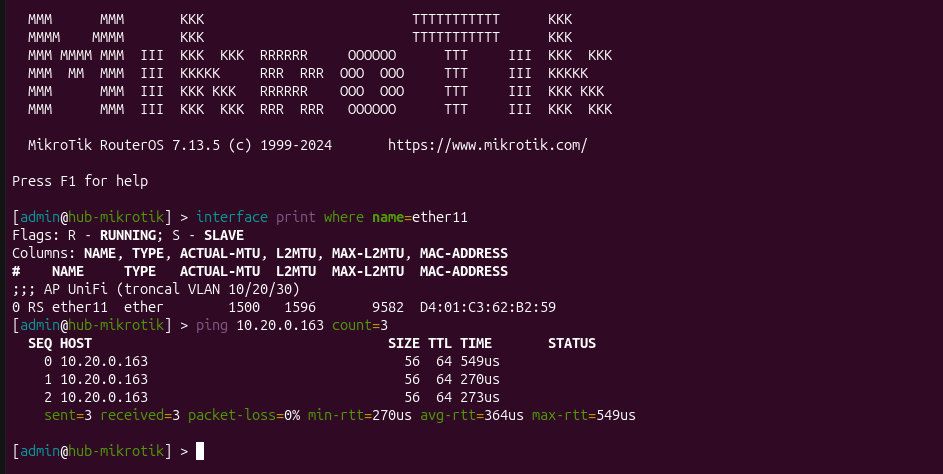 MMM      MMM       KKK                          TTTTTTTTTTT      KKK
MMMM    MMMM       KKK                          TTTTTTTTTTT      KKK
MMM MMMM MMM  III  KKK  KKK  RRRRRR     OOOOOO      TTT     III  KKK  KKK
MMM  MM  MMM  III  KKKKK     RRR  RRR  OOO  OOO     TTT     III  KKKKK
MMM      MMM  III  KKK KKK   RRRRRR    OOO  OOO     TTT     III  KKK KKK
MMM      MMM  III  KKK  KKK  RRR  RRR   OOOOOO      TTT     III  KKK  KKK
MikroTik RouterOS 7.13.5 (c) 1999-2024       https://www.mikrotik.com/
Press F1 for help
[admin@hub-mikrotik] > interface print where name=ether11
Flags: R - RUNNING; S - SLAVE
Columns: NAME, TYPE, ACTUAL-MTU, L2MTU, MAX-L2MTU, MAC-ADDRESS
#    NAME     TYPE   ACTUAL-MTU  L2MTU  MAX-L2MTU  MAC-ADDRESS
;;; AP UniFi (troncal VLAN 10/20/30)
0 RS ether11  ether        1500   1596       9582  D4:01:C3:62:B2:59
[admin@hub-mikrotik] > ping 10.20.0.163 count=3
SEQ HOST                                     SIZE TTL TIME       STATUS
0 10.20.0.163                                56  64 549us
1 10.20.0.163                                56  64 270us
2 10.20.0.163                                56  64 273us
sent=3 received=3 packet-loss=0% min-rtt=270us avg-rtt=364us max-rtt=549us
[admin@hub-mikrotik] >